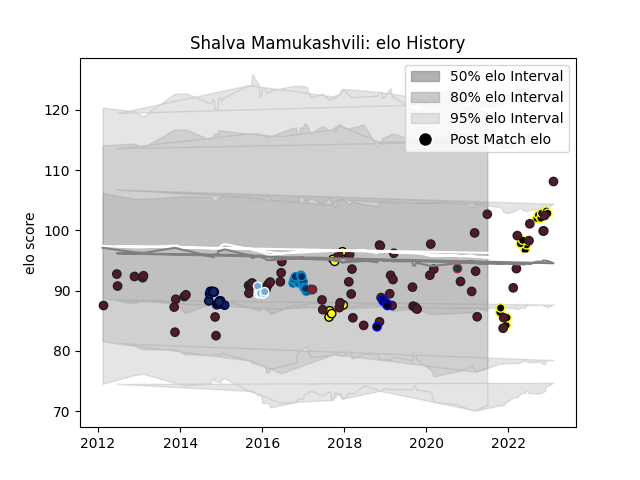 Shalva Mamukashvili: elo History
50% elo Interval
80% elo Interval
95% elo Interval
Post Match elo
elo score
120
110
100
90
80
70
2012
2014
2016
2018
2020
2022